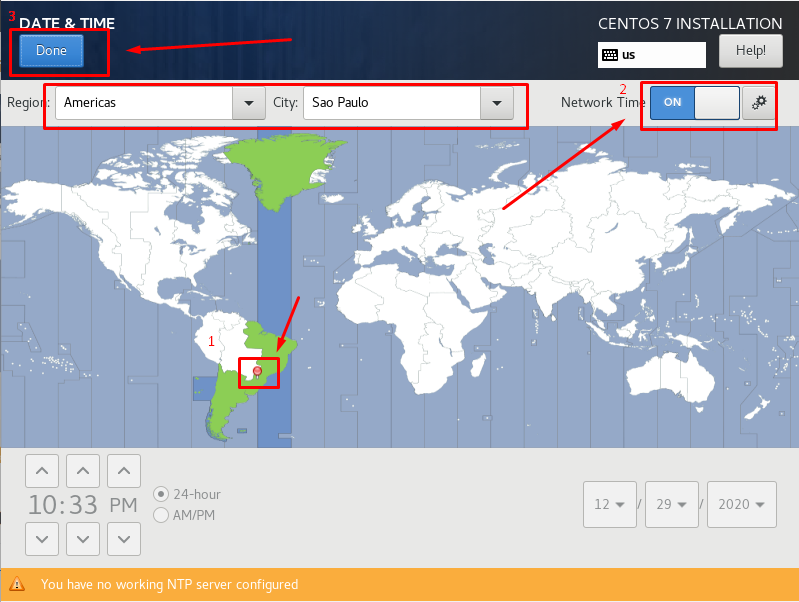 3 DATE & TIME
CENTOS 7 INSTALLATION
Done
us
Help!
Region: Americas City: Sao Paulo Network Time ON
2
1
10:33 PM
24-hour
AM/PM
12 / 29 / 2020
You have no working NTP server configured